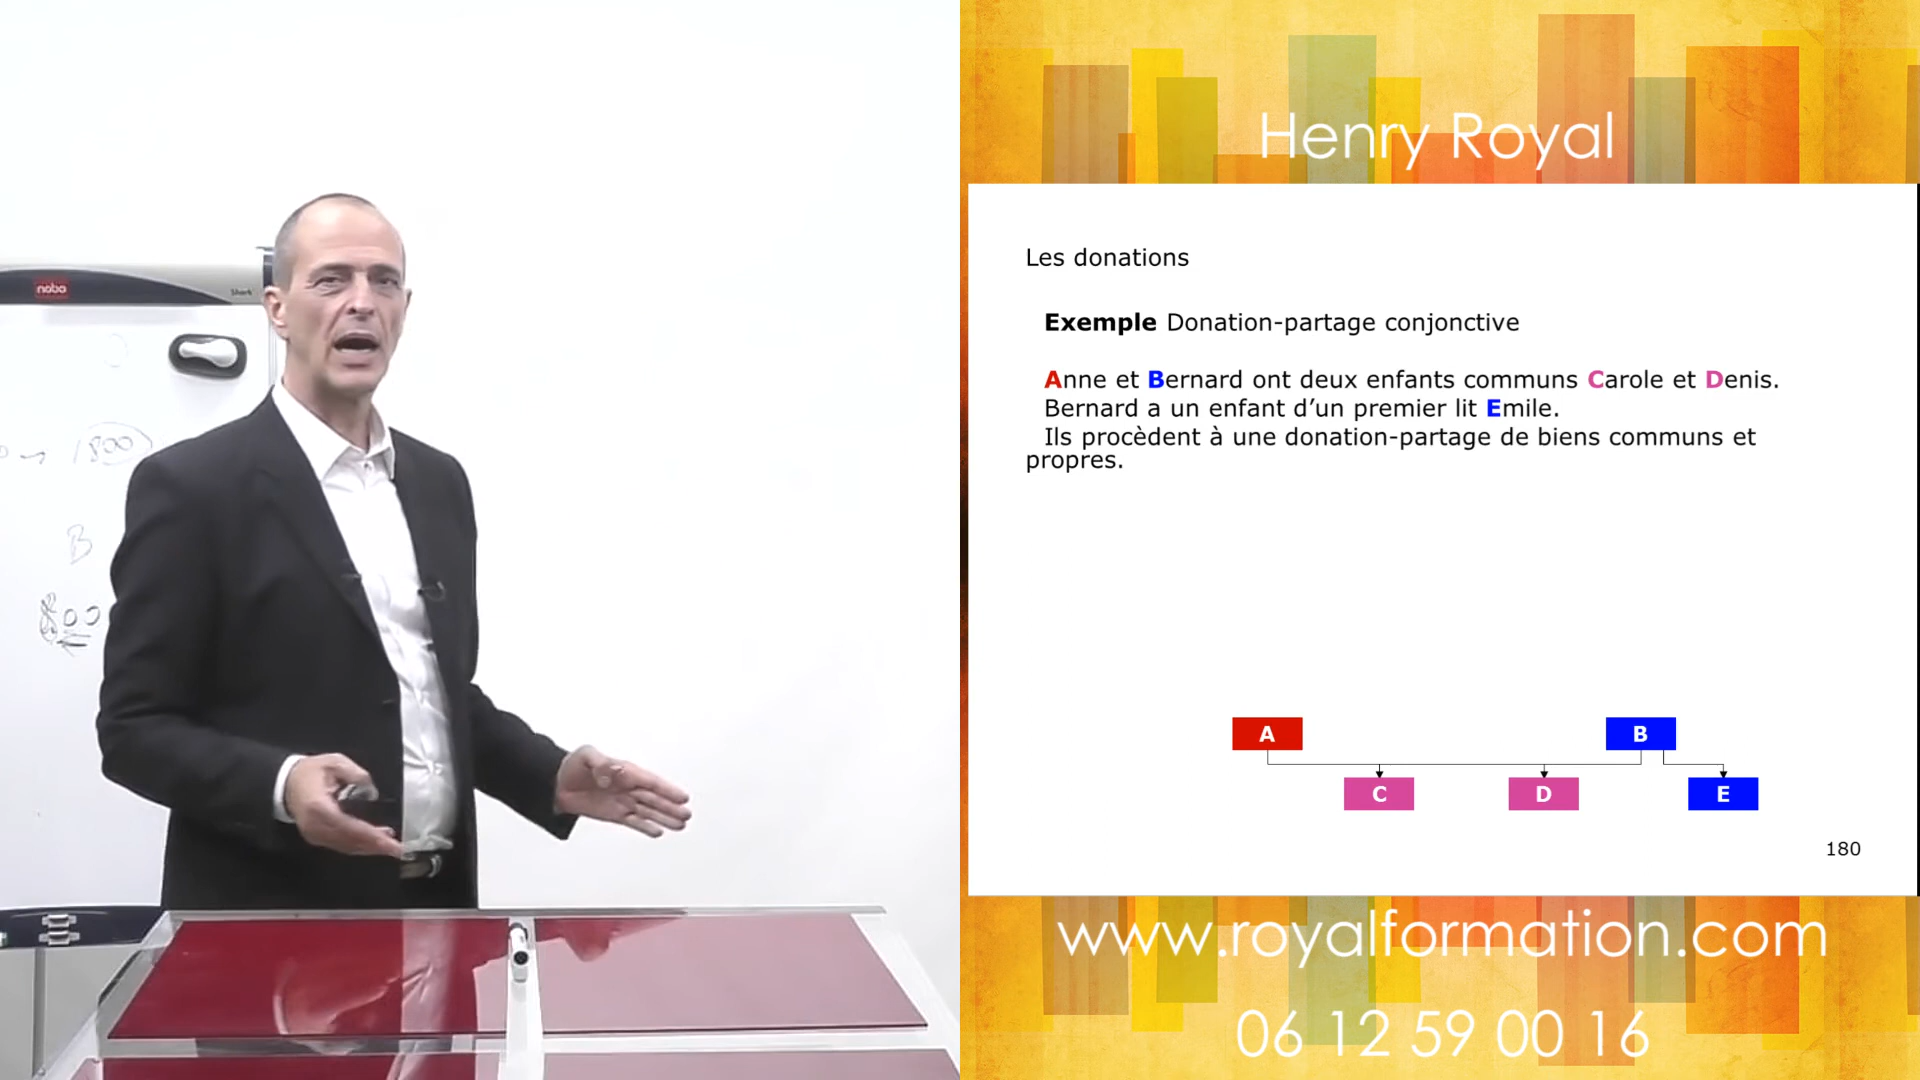 nobo
1800
B
800
Henry Royal
Les donations
Exemple Donation-partage conjonctive
Anne et Bernard ont deux enfants communs Carole et Denis.
Bernard a un enfant d’un premier lit Emile.
Ils procèdent à une donation-partage de biens communs et
propres.
A
B
C
D
E
180
www.royalformation.com
06 12 59 00 16